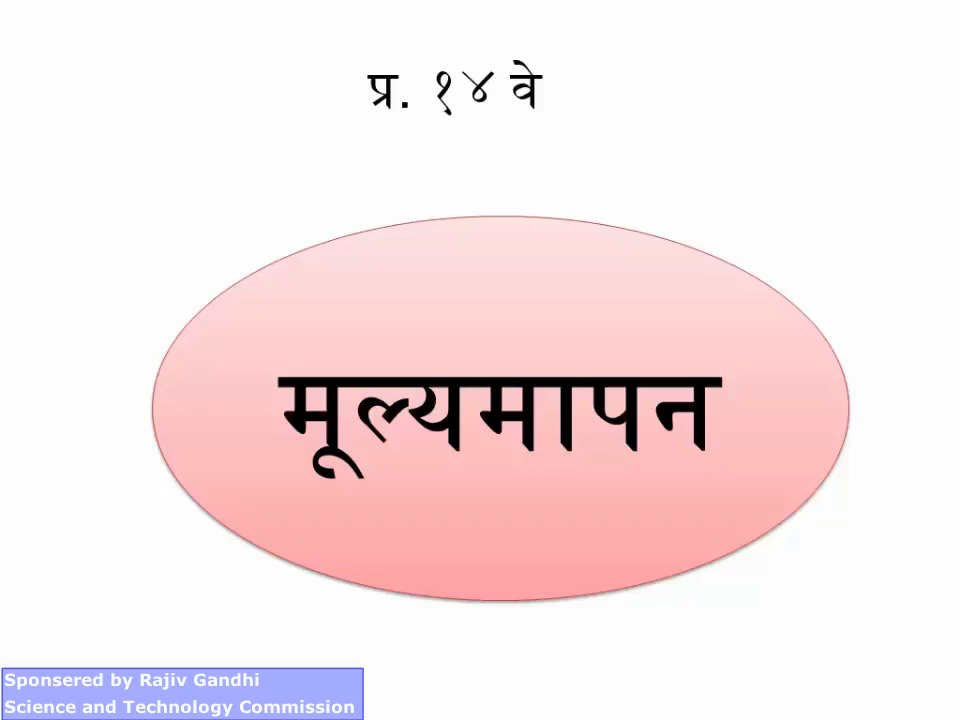 प्र. १४ वे
मूल्यमापन
Sponsered by Rajiv Gandhi
Science and Technology Commission